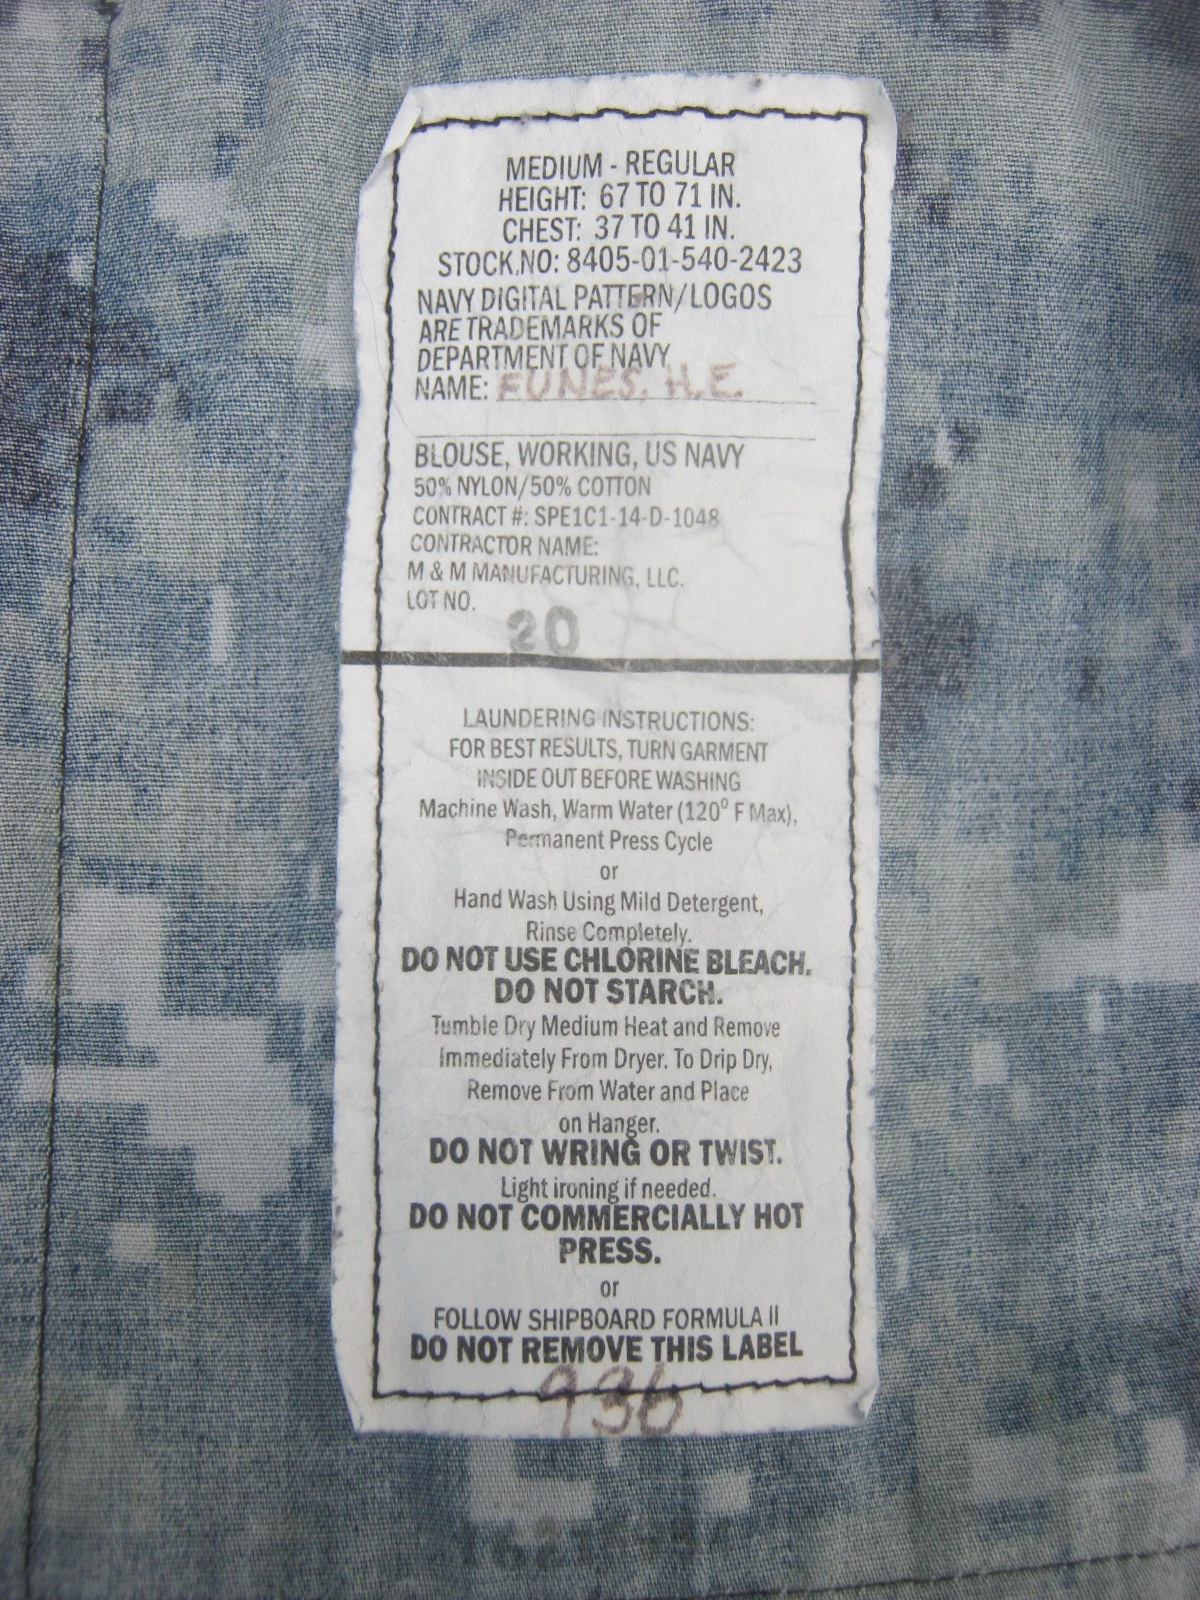 MEDIUM - REGULAR
HEIGHT: 67 TO 71 IN.
CHEST: 37 TO 41 IN.
STOCK.NO: 8405-01-540-2423
NAVY DIGITAL PATTERN/LOGOS
ARE TRADEMARKS OF
DEPARTMENT OF NAVY
NAME: FUNES, H.E.
BLOUSE, WORKING, US NAVY
50% NYLON/50% COTTON
CONTRACT #: SPE1C1-14-D-1048
CONTRACTOR NAME:
M & M MANUFACTURING, LLC.
LOT NO.
20
LAUNDERING INSTRUCTIONS:
FOR BEST RESULTS, TURN GARMENT
INSIDE OUT BEFORE WASHING
Machine Wash, Warm Water (120⁰ F Max),
Permanent Press Cycle
or
Hand Wash Using Mild Detergent,
Rinse Completely.
DO NOT USE CHLORINE BLEACH.
DO NOT STARCH.
Tumble Dry Medium Heat and Remove
Immediately From Dryer. To Drip Dry,
Remove From Water and Place
on Hanger.
DO NOT WRING OR TWIST.
Light ironing if needed.
DO NOT COMMERCIALLY HOT
PRESS.
or
FOLLOW SHIPBOARD FORMULA II
DO NOT REMOVE THIS LABEL
936